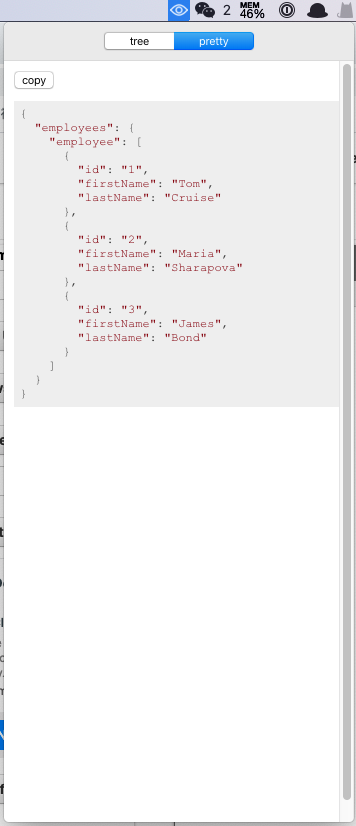 2
MEM
46%
tree
pretty
copy
{
"employees": {
"employee": [
{
"id": "1",
"firstName": "Tom",
"lastName": "Cruise"
},
{
"id": "2",
"firstName": "Maria",
"lastName": "Sharapova"
},
{
"id": "3",
"firstName": "James",
"lastName": "Bond"
}
]
}
}